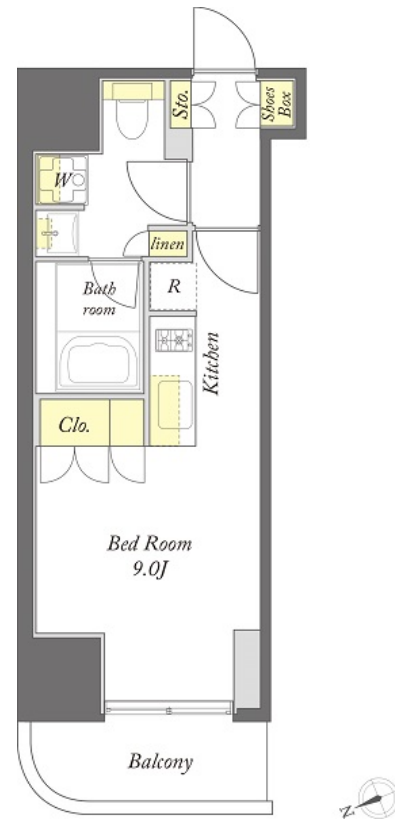 Sto.
Shoes
Box
W
linen
Bath
room
R
Kitchen
Clo.
Bed Room
9.0J
Balcony
N